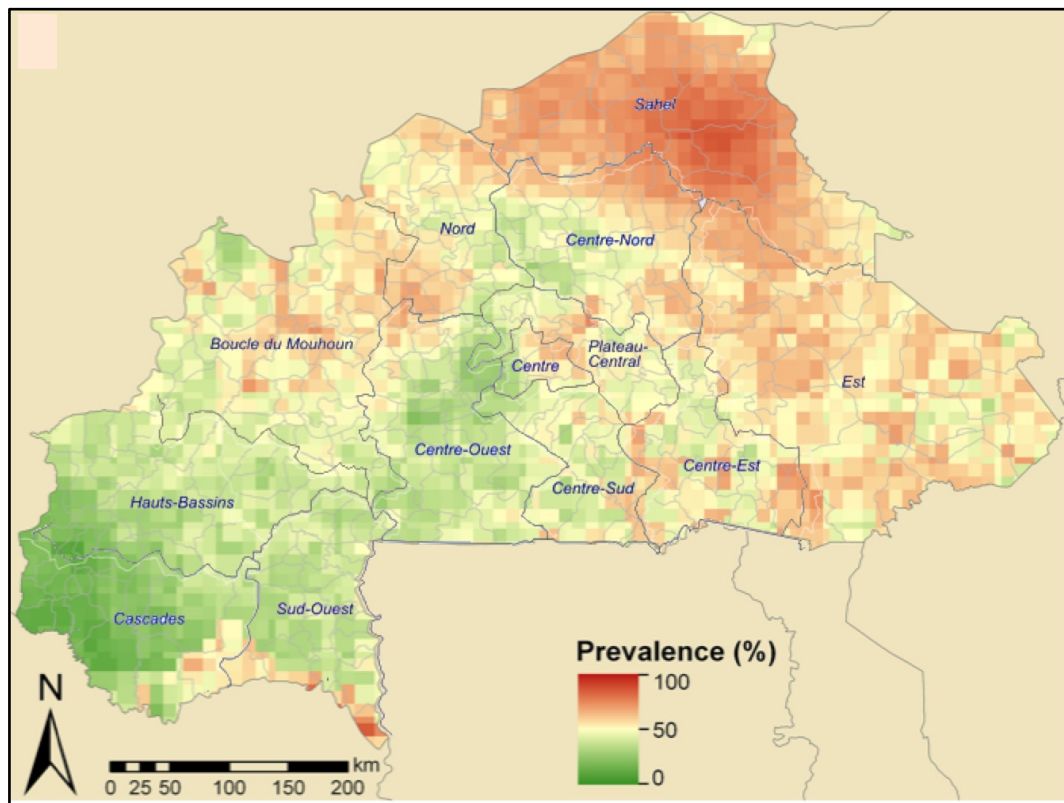 Sahel
Nord
Centre-Nord
Boucle du Mouhoun
Centre
Plateau-
Central
Est
Centre-Ouest
Centre-Est
Hauts-Bassins
Centre-Sud
Cascades
Sud-Ouest
Prevalence (%)
100
50
0
N
km
0 25 50 100 150 200